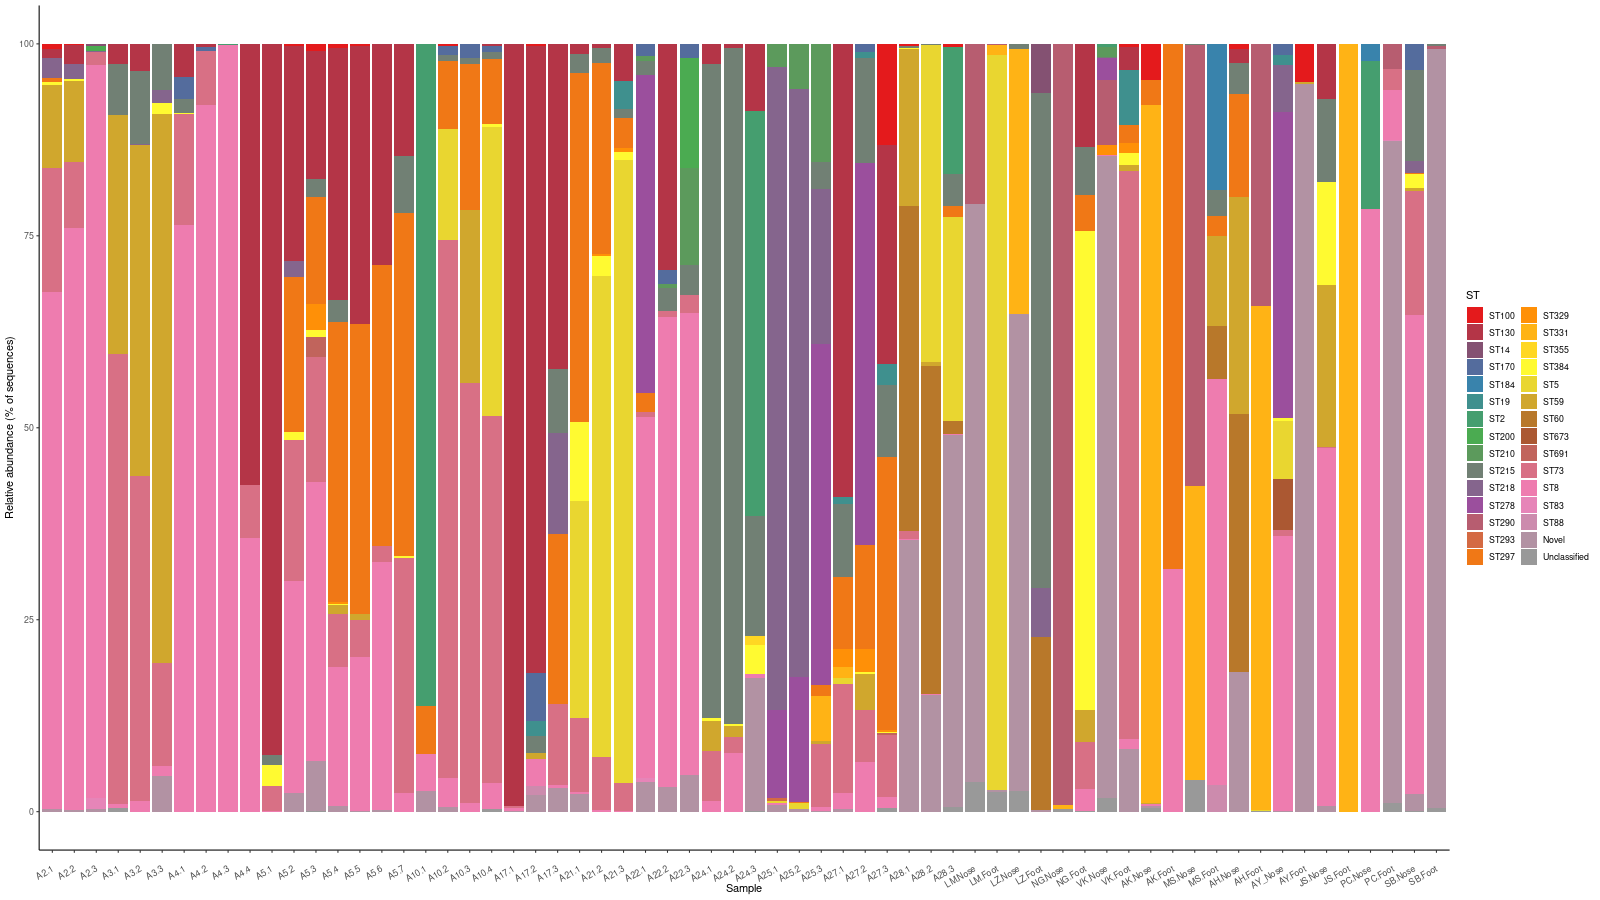 100
75
50
25
0
Relative abundance (% of sequences)
A2.1 A2.2 A2.3 A3.1 A3.2 A3.3 A4.1 A4.2 A4.3 A4.4 A5.1 A5.2 A5.3 A5.4 A5.5 A5.6 A5.7 A10.1 A10.2 A10.3 A10.4 A17.1 A17.2 A17.3 A21.1 A21.2 A21.3 A22.1 A22.2 A22.3 A24.1 A24.2 A24.3 A25.1 A25.2 A25.3 A27.1 A27.2 A27.3 A28.1 A28.2 A28.3 LM.Nose LM.Foot LZ.Nose LZ.Foot NG.Nose NG.Foot VK.Nose VK.Foot AK.Nose AK.Foot MS.Nose MS.Foot AH.Nose AH.Foot AY_Nose AY.Foot JS.Nose JS.Foot PC.Nose PC.Foot SB.Nose SB.Foot
Sample
ST
ST100 ST329
ST130 ST331
ST14 ST355
ST170 ST384
ST184 ST5
ST19 ST59
ST2 ST60
ST200 ST673
ST210 ST691
ST215 ST73
ST218 ST8
ST278 ST83
ST290 ST88
ST293 Novel
ST297 Unclassified